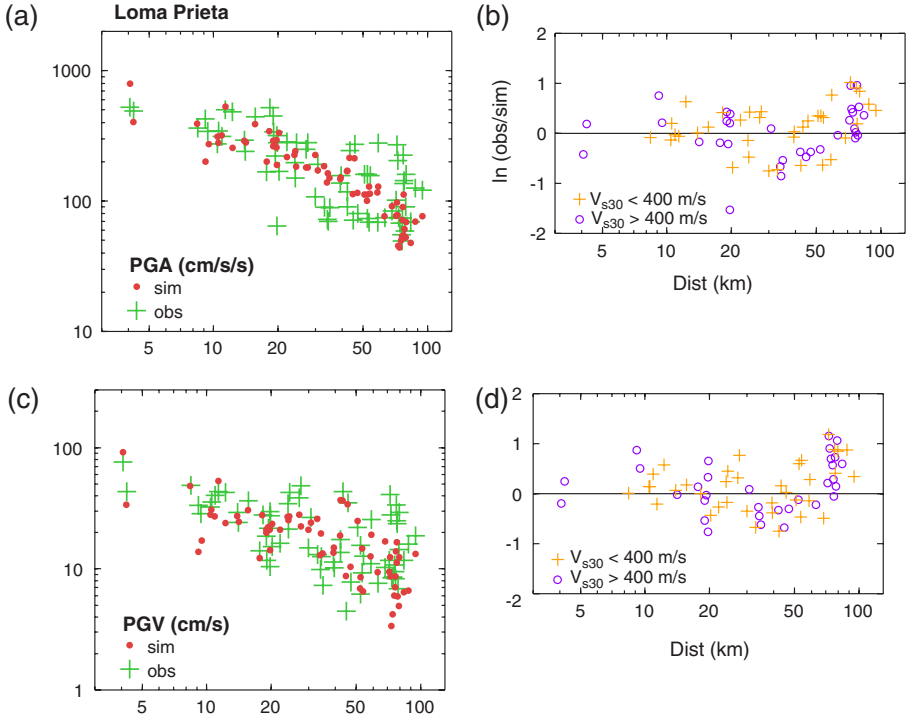 (a)
Loma Prieta
1000
100
10
PGA (cm/s/s)
sim
obs
5 10 20 50 100
(b)
2
1
0
-1
-2
ln (obs/sim)
Vs30 < 400 m/s
Vs30 > 400 m/s
5 10 20 50 100
Dist (km)
(c)
100
10
1
PGV (cm/s)
sim
obs
5 10 20 50 100
(d)
2
1
0
-1
-2
ln (obs/sim)
Vs30 < 400 m/s
Vs30 > 400 m/s
5 10 20 50 100
Dist (km)